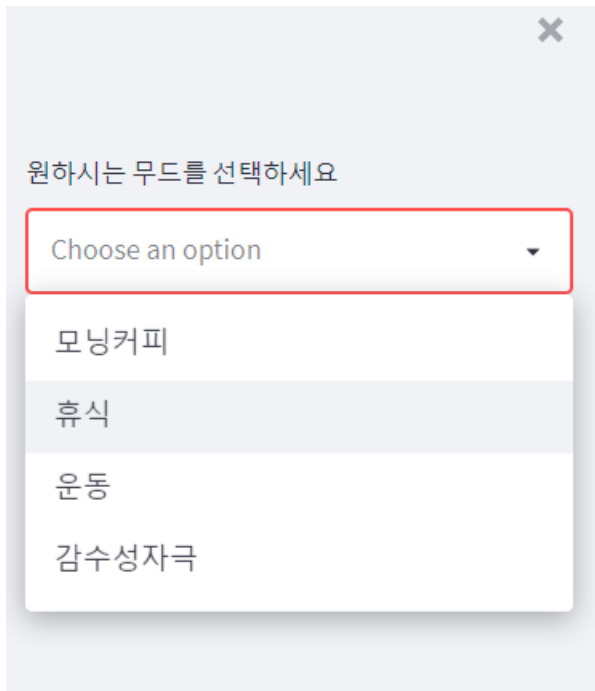 원하시는 무드를 선택하세요
Choose an option
모닝커피
휴식
운동
감수성자극